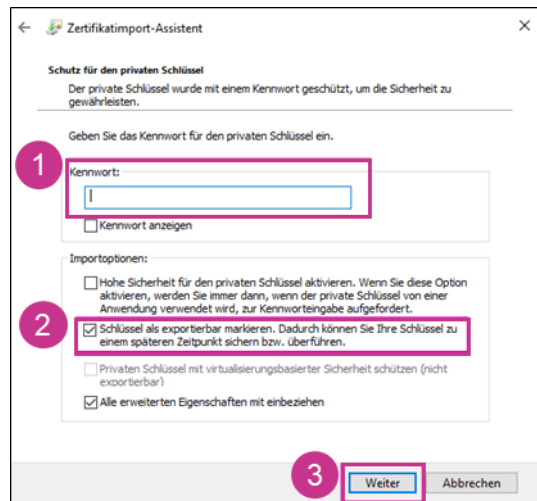 Zertifikatimport-Assistent
Schutz für den privaten Schlüssel
Der private Schlüssel wurde mit einem Kennwort geschützt, um die Sicherheit zu
gewährleisten.
Geben Sie das Kennwort für den privaten Schlüssel ein.
1
Kennwort:
Kennwort anzeigen
Importoptionen:
Hohe Sicherheit für den privaten Schlüssel aktivieren. Wenn Sie diese Option
aktivieren, werden Sie immer dann, wenn der private Schlüssel von einer
Anwendung verwendet wird, zur Kennworteingabe aufgefordert.
2
Schlüssel als exportierbar markieren. Dadurch können Sie Ihre Schlüssel zu
einem späteren Zeitpunkt sichern bzw. überführen.
Privaten Schlüssel mit virtualisierungsbasierter Sicherheit schützen (nicht
exportierbar)
Alle erweiterten Eigenschaften mit einbeziehen
3
Weiter
Abbrechen